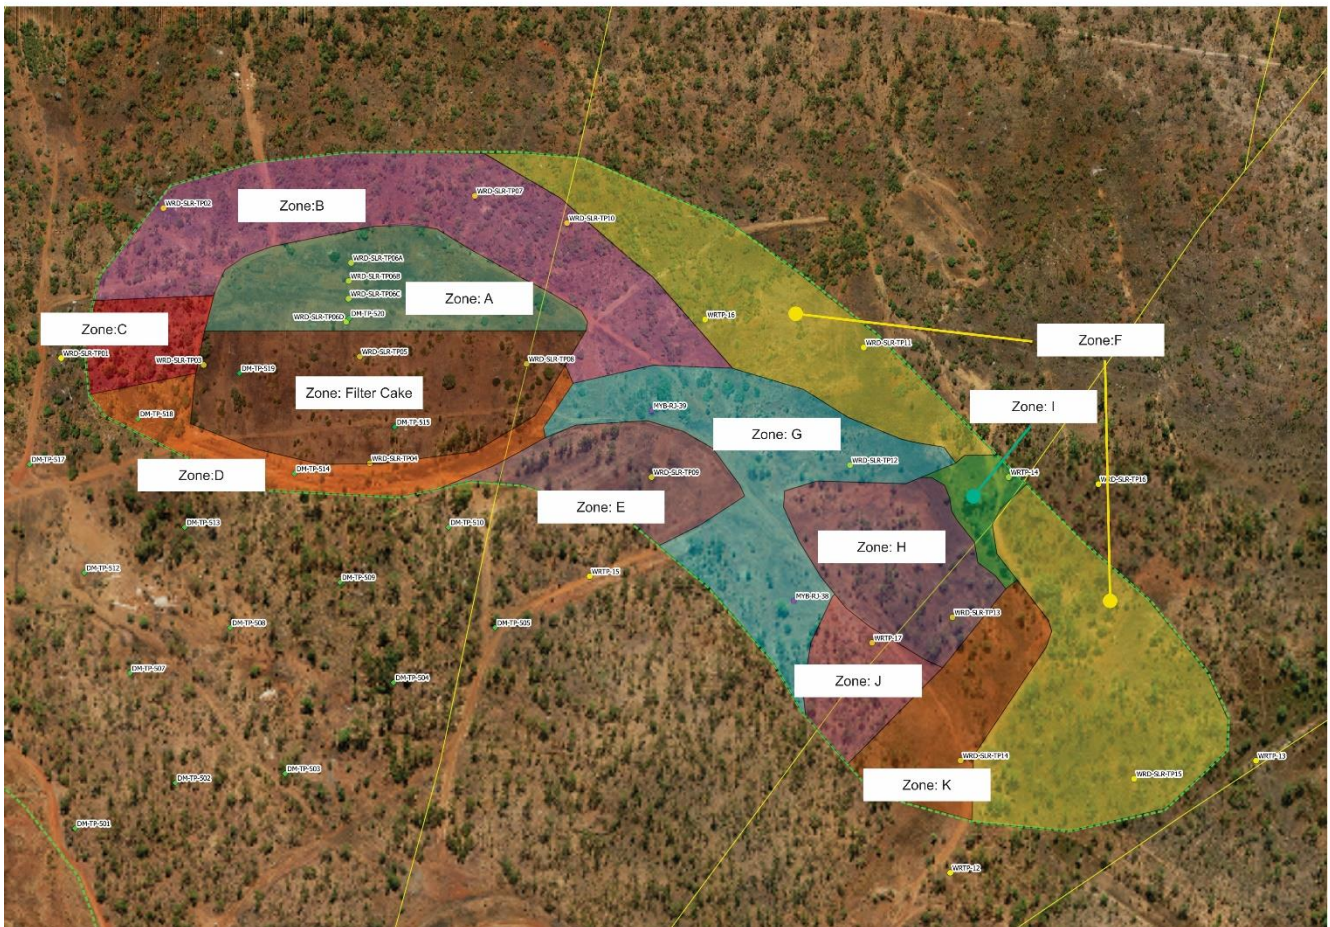 WRD-SLR-TP07
WRD-SLR-TP02
Zone:B
WRD-SLR-TP10
WRD-SLR-TP06A
WRD-SLR-TP06B
WRD-SLR-TP06C
Zone: A
WRD-SLR-TP06D
DM-TP-520
WRTP-16
Zone:C
Zone:F
WRD-SLR-TP11
WRD-SLR-TP01
WRD-SLR-TP03
WRD-SLR-TP05
WRD-SLR-TP08
DM-TP-519
Zone: Filter Cake
MYB-RJ-39
Zone: I
DM-TP-518
DM-TP-515
Zone: G
DM-TP-517
WRD-SLR-TP04
WRD-SLR-TP12
Zone:D
DM-TP-514
WRD-SLR-TP09
WRTP-14
WRD-SLR-TP16
Zone: E
DM-TP-513
DM-TP-510
Zone: H
DM-TP-512
DM-TP-509
WRTP-15
MYB-RJ-38
WRD-SLR-TP13
DM-TP-508
DM-TP-505
WRTP-17
DM-TP-507
DM-TP-504
Zone: J
WRD-SLR-TP14
WRTP-13
DM-TP-503
DM-TP-502
WRD-SLR-TP15
Zone: K
DM-TP-501
WRTP-12